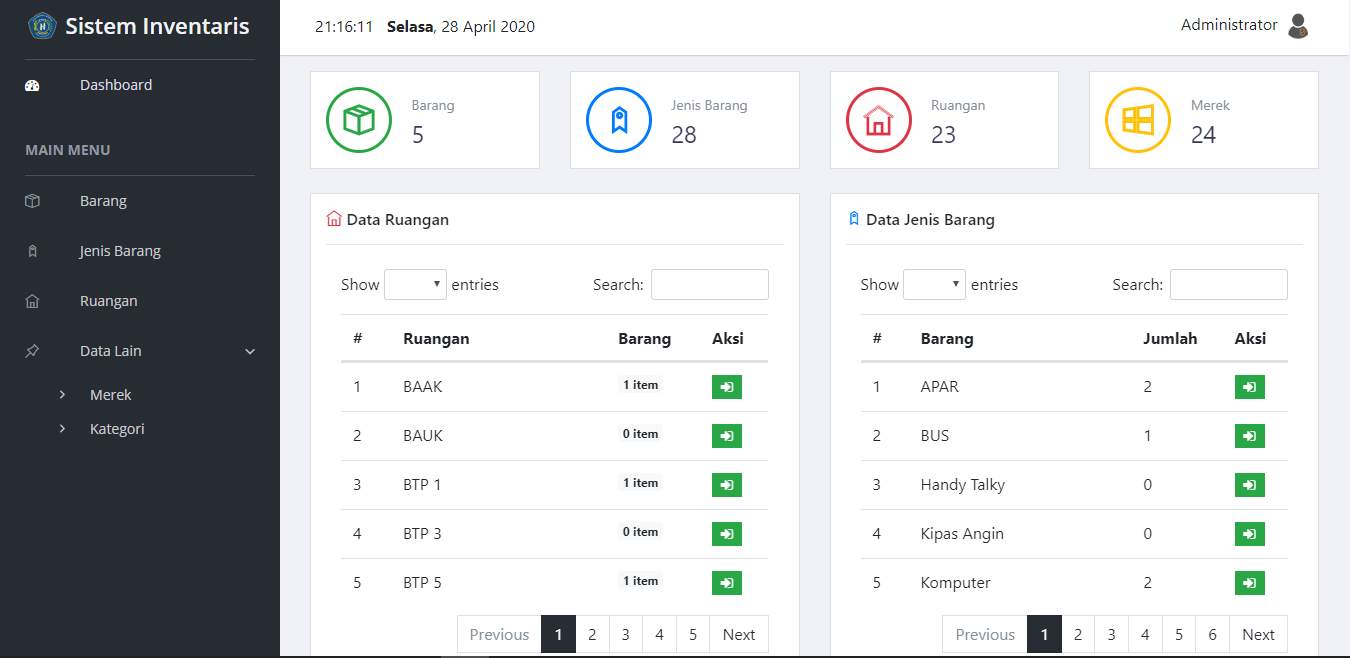 Sistem Inventaris
21:16:11 Selasa, 28 April 2020
Administrator
Dashboard
MAIN MENU
Barang
Jenis Barang
Ruangan
Data Lain
Merek
Kategori
Barang
5
Jenis Barang
28
Ruangan
23
Merek
24
Data Ruangan
Show entries Search:
# Ruangan Barang Aksi
1 BAAK 1 item
2 BAUK 0 item
3 BTP 1 1 item
4 BTP 3 0 item
5 BTP 5 1 item
Previous 1 2 3 4 5 Next
Data Jenis Barang
Show entries Search:
# Barang Jumlah Aksi
1 APAR 2
2 BUS 1
3 Handy Talky 0
4 Kipas Angin 0
5 Komputer 2
Previous 1 2 3 4 5 6 Next